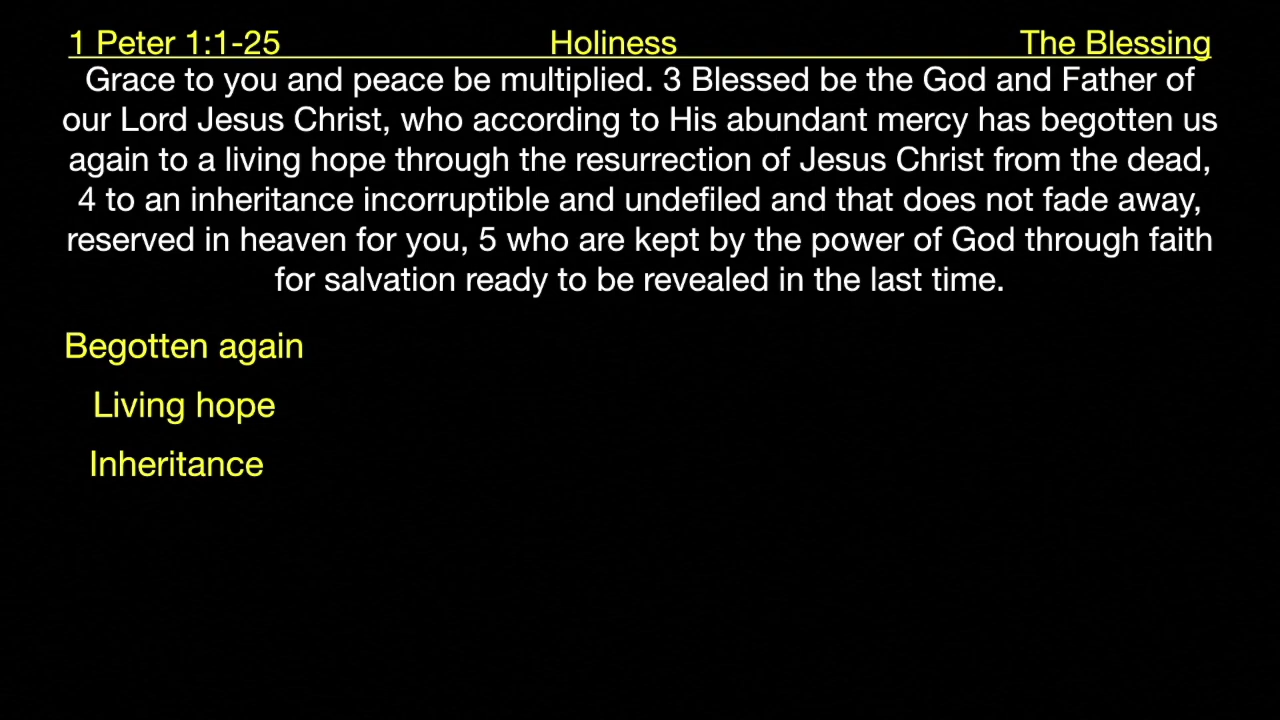 1 Peter 1:1-25 Holiness The Blessing
Grace to you and peace be multiplied. 3 Blessed be the God and Father of
our Lord Jesus Christ, who according to His abundant mercy has begotten us
again to a living hope through the resurrection of Jesus Christ from the dead,
4 to an inheritance incorruptible and undefiled and that does not fade away,
reserved in heaven for you, 5 who are kept by the power of God through faith
for salvation ready to be revealed in the last time.
Begotten again
Living hope
Inheritance